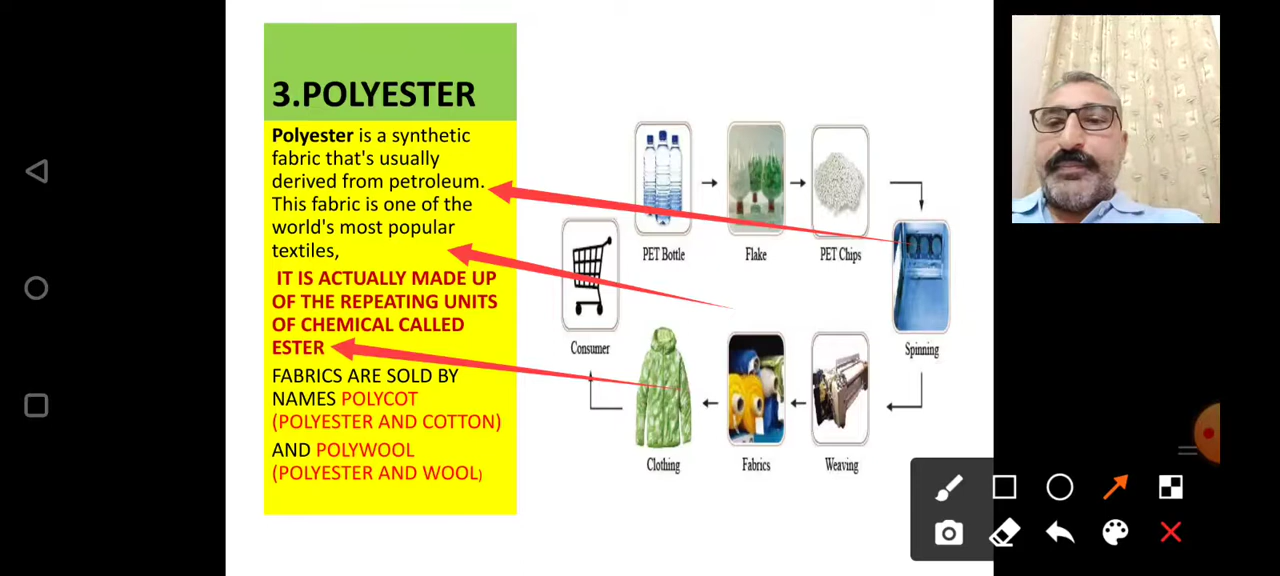 3.POLYESTER
Polyester is a synthetic
fabric that's usually
derived from petroleum.
This fabric is one of the
world's most popular
textiles,
IT IS ACTUALLY MADE UP
OF THE REPEATING UNITS
OF CHEMICAL CALLED
ESTER
FABRICS ARE SOLD BY
NAMES POLYCOT
(POLYESTER AND COTTON)
AND POLYWOOL
(POLYESTER AND WOOL)
PET Bottle
Flake
PET Chips
Consumer
Spinning
Clothing
Fabrics
Weaving